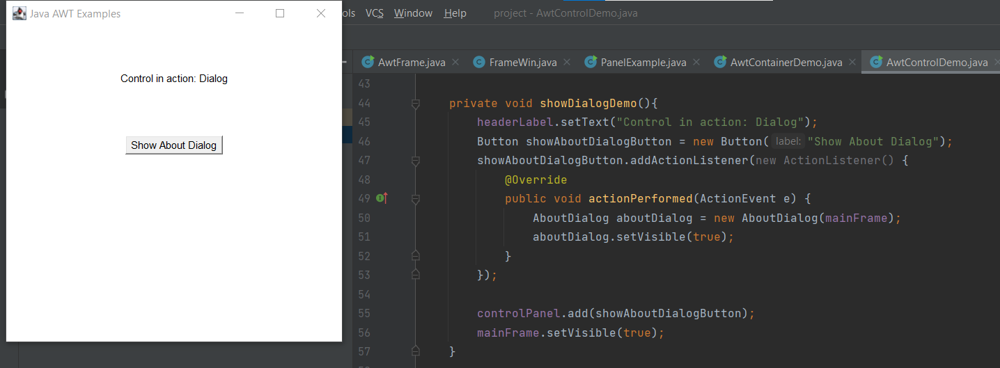 Java AWT Examples
Control in action: Dialog
Show About Dialog
ols VCS Window Help project - AwtControlDemo.java
AwtFrame.java FrameWin.java PanelExample.java AwtContainerDemo.java AwtControlDemo.java
43
44 private void showDialogDemo(){
45 headerLabel.setText("Control in action: Dialog");
46 Button showAboutDialogButton = new Button( label: "Show About Dialog");
47 showAboutDialogButton.addActionListener(new ActionListener() {
48 @Override
49 public void actionPerformed(ActionEvent e) {
50 AboutDialog aboutDialog = new AboutDialog(mainFrame);
51 aboutDialog.setVisible(true);
52 }
53 });
54
55 controlPanel.add(showAboutDialogButton);
56 mainFrame.setVisible(true);
57 }